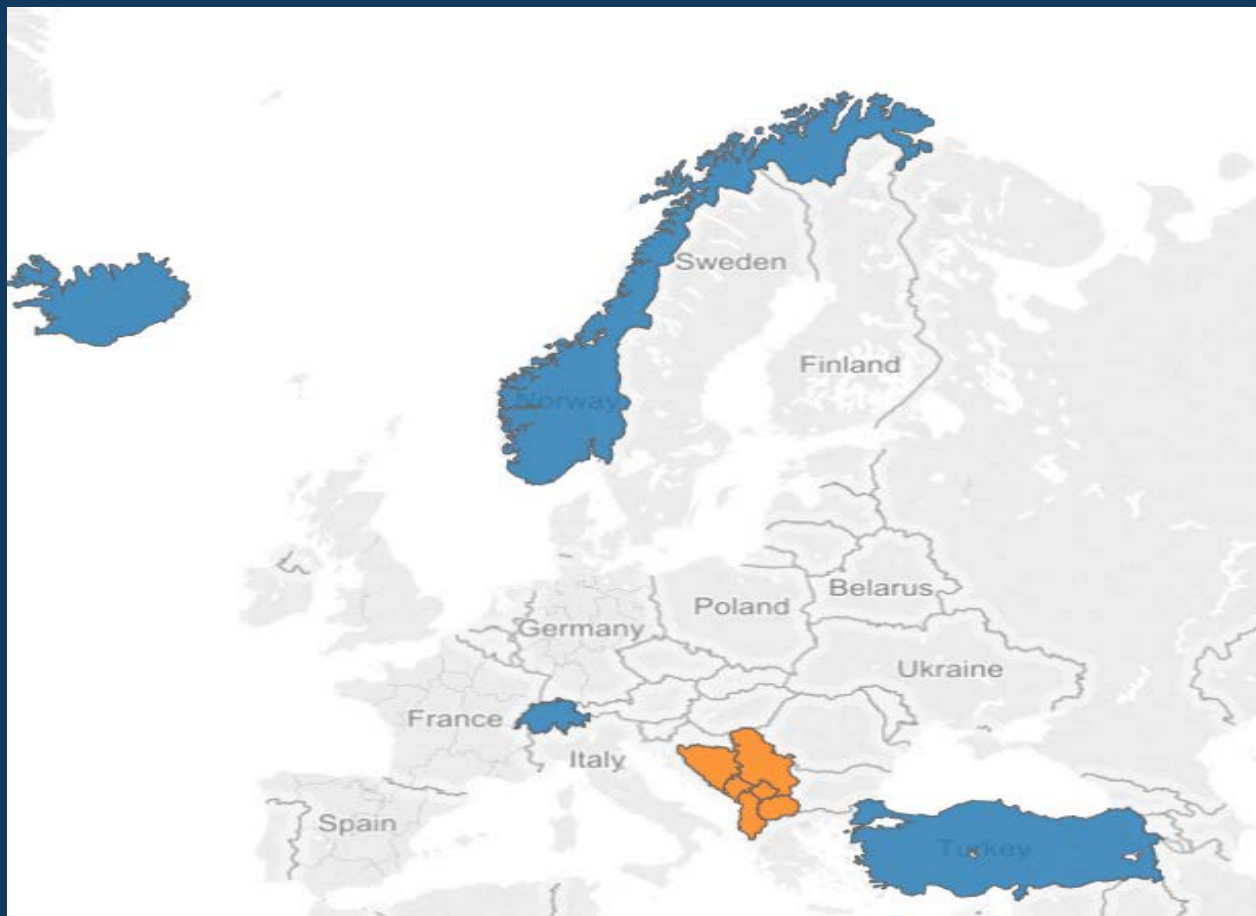 Sweden
Finland
Norway
Belarus
Poland
Germany
Ukraine
France
Italy
Spain
Turkey